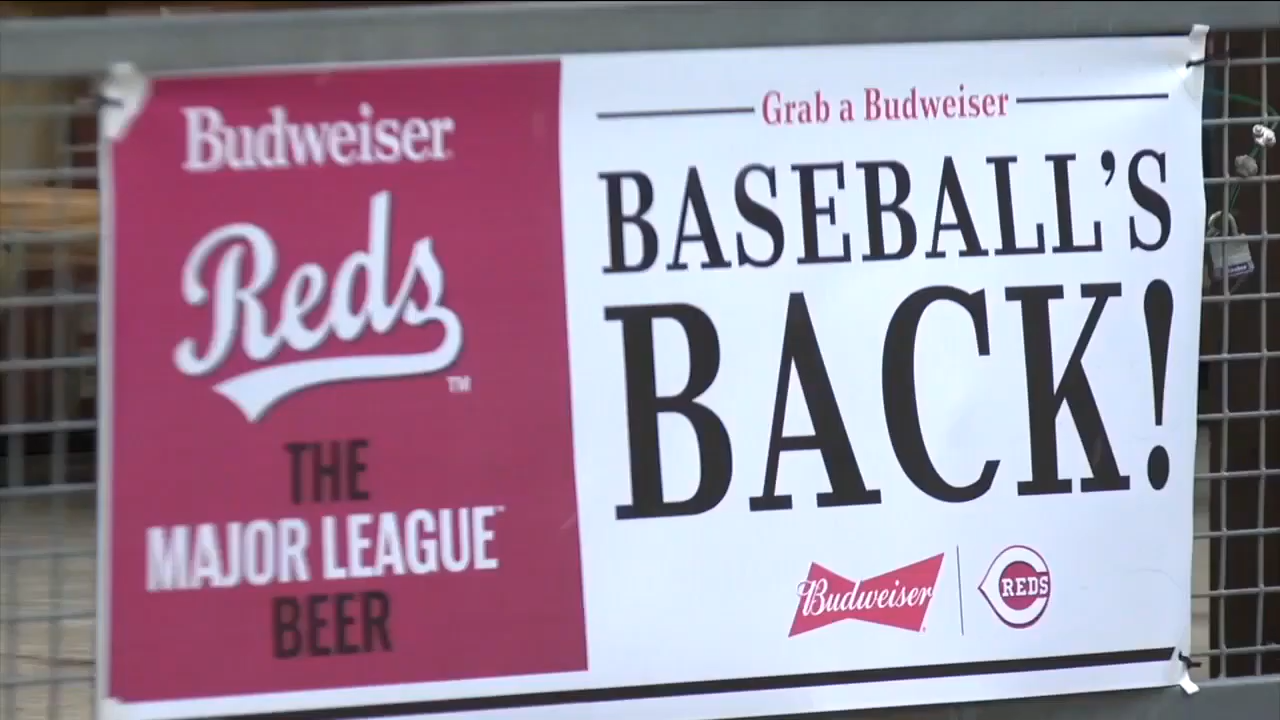 Budweiser
Reds
TM
THE
MAJOR LEAGUE
BEER
Grab a Budweiser
BASEBALL'S
BACK!
Budweiser
REDS